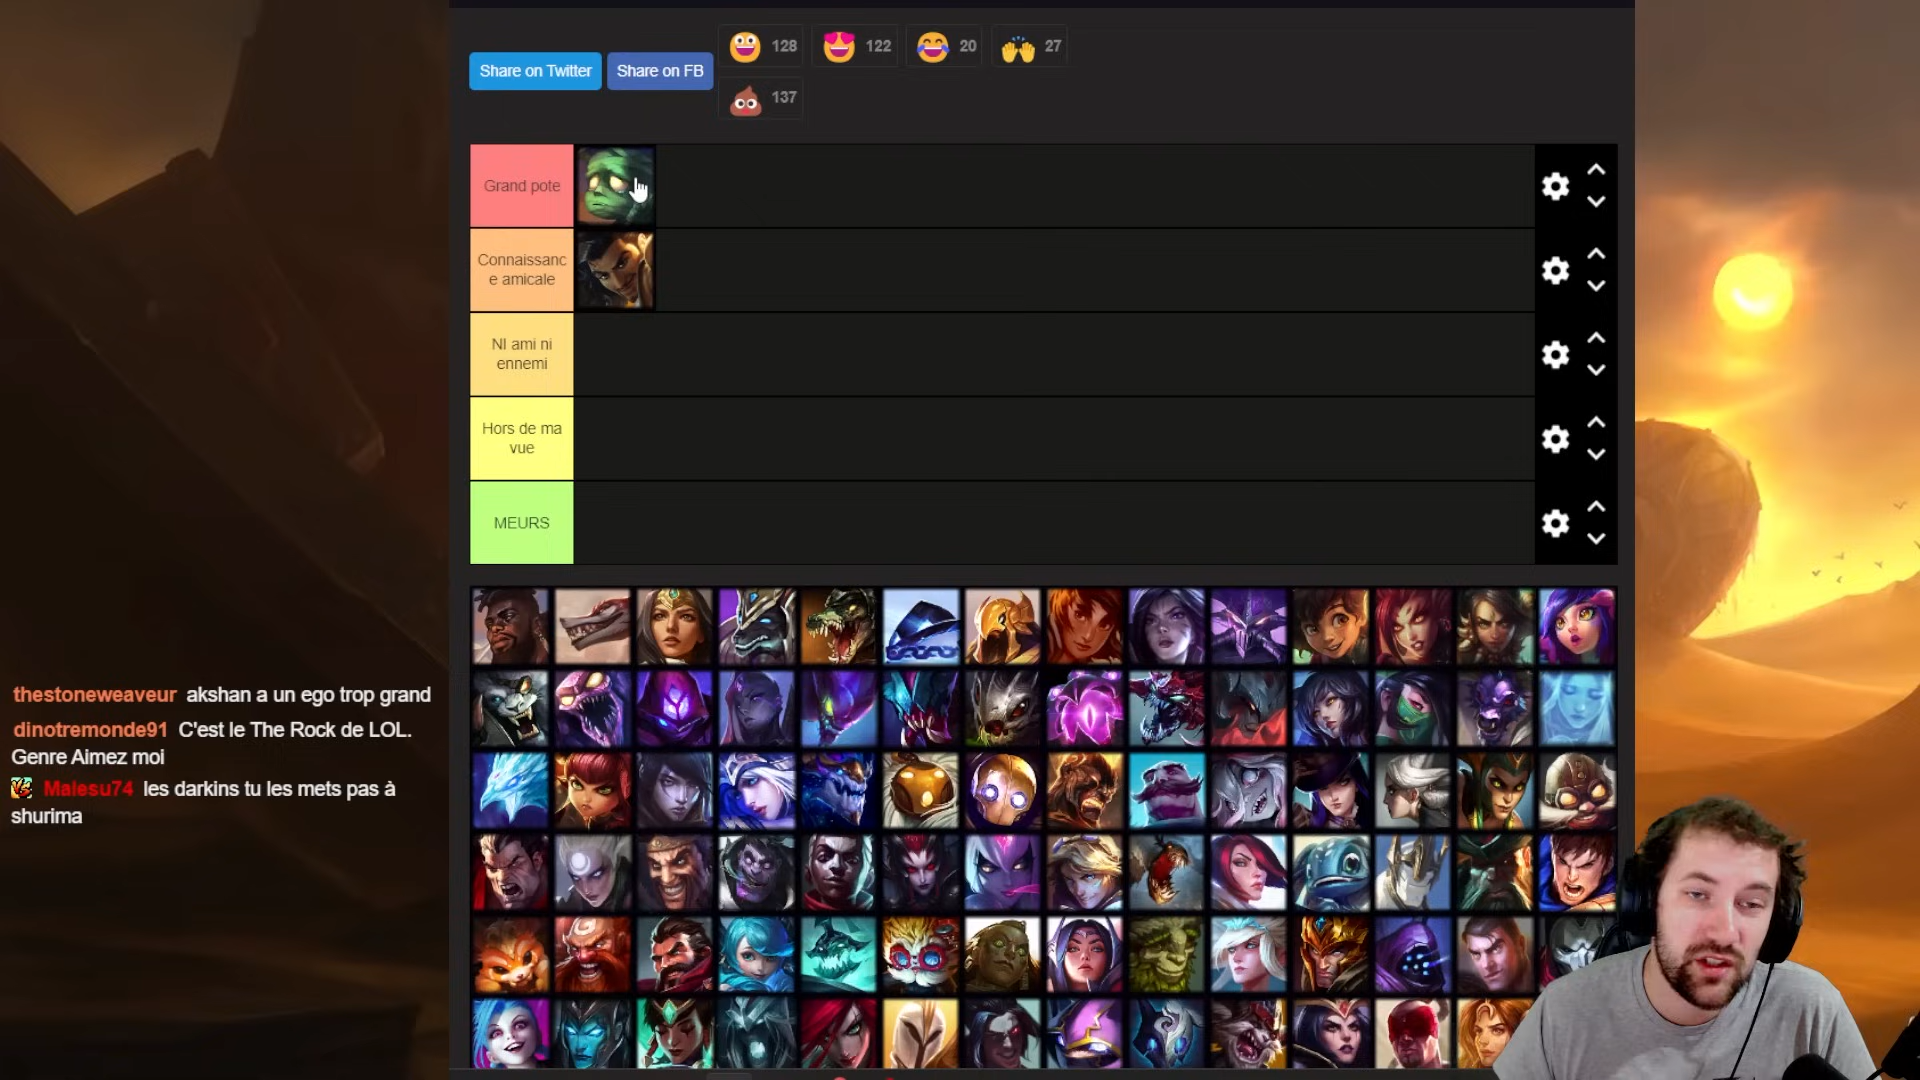 128
122
20
27
Share on Twitter
Share on FB
137
Grand pote
Connaissanc
e amicale
NI ami ni
ennemi
Hors de ma
vue
MEURS
thestoneweaveur akshan a un ego trop grand
dinotremonde91 C'est le The Rock de LOL.
Genre Aimez moi
Malesu74 les darkins tu les mets pas à
shurima